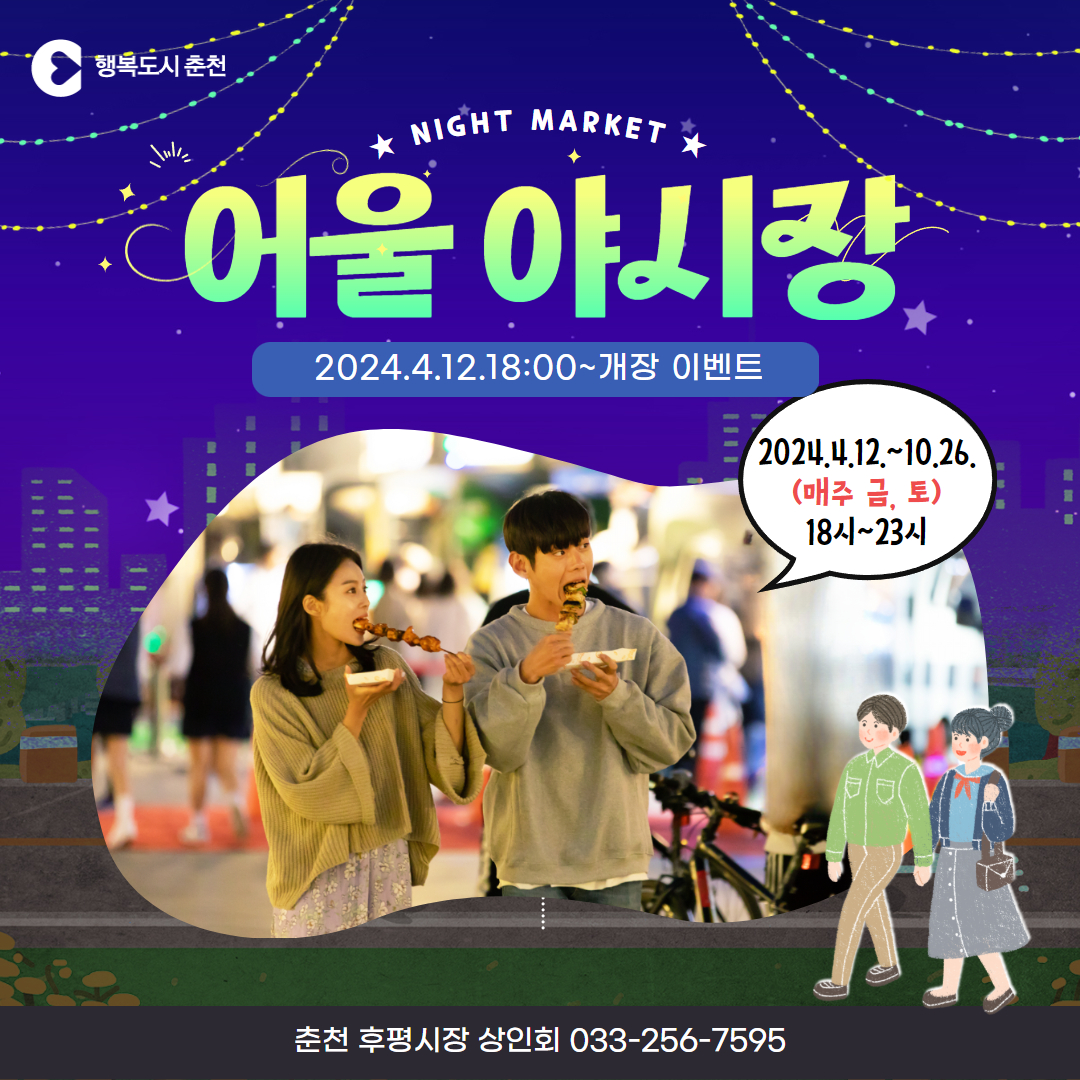 행복도시 춘천
NIGHT MARKET
어울 야시장
2024.4.12.18:00~개장 이벤트
2024.4.12.~10.26.
(매주 금, 토)
18시~23시
춘천 후평시장 상인회 033-256-7595